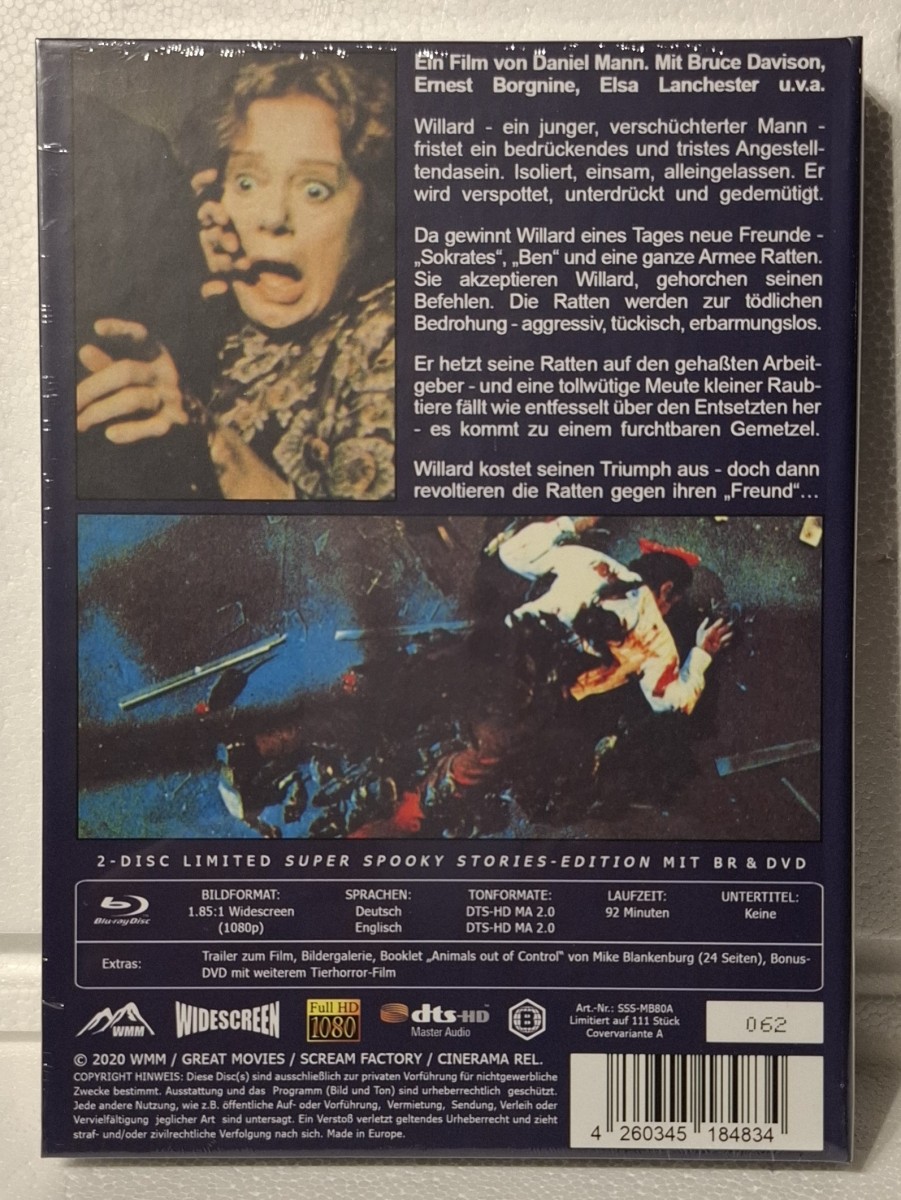 Ein Film von Daniel Mann. Mit Bruce Davison,
Ernest Borgnine, Elsa Lanchester u.v.a.
Willard - ein junger, verschüchterter Mann -
fristet ein bedrückendes und tristes Angestell-
tendasein. Isoliert, einsam, alleingelassen. Er
wird verspottet, unterdrückt und gedemütigt.
Da gewinnt Willard eines Tages neue Freunde -
„Sokrates“, „Ben“ und eine ganze Armee Ratten.
Sie akzeptieren Willard, gehorchen seinen
Befehlen. Die Ratten werden zur tödlichen
Bedrohung - aggressiv, tückisch, erbarmungslos.
Er hetzt seine Ratten auf den gehaßten Arbeit-
geber - und eine tollwütige Meute kleiner Raub-
tiere fällt wie entfesselt über den Entsetzten her
- es kommt zu einem furchtbaren Gemetzel.
Willard kostet seinen Triumph aus - doch dann
revoltieren die Ratten gegen ihren „Freund“...
2-DISC LIMITED SUPER SPOOKY STORIES-EDITION MIT BR & DVD
Blu-ray Disc
BILDFORMAT:
1.85:1 Widescreen
(1080p)
SPRACHEN:
Deutsch
Englisch
TONFORMATE:
DTS-HD MA 2.0
DTS-HD MA 2.0
LAUFZEIT:
92 Minuten
UNTERTITEL:
Keine
Extras:
Trailer zum Film, Bildergalerie, Booklet „Animals out of Control“ von Mike Blankenburg (24 Seiten), Bonus-
DVD mit weiterem Tierhorror-Film
WMM
WIDESCREEN
Full HD
1080
dts-HD
Master Audio
B
Art.-Nr.: SSS-MB80A
Limitiert auf 111 Stück
Covervariante A
062
© 2020 WMM / GREAT MOVIES / SCREAM FACTORY / CINERAMA REL.
COPYRIGHT HINWEIS: Diese Disc(s) sind ausschließlich zur privaten Vorführung für nichtgewerbliche
Zwecke bestimmt. Ausstattung und das Programm (Bild und Ton) sind urheberrechtlich geschützt.
Jede andere Nutzung, wie z.B. öffentliche Auf- oder Vorführung, Vermietung, Sendung, Verleih oder
Vervielfältigung jeglicher Art sind untersagt. Ein Verstoß verletzt geltendes Urheberrecht und zieht
straf- und/oder zivilrechtliche Verfolgung nach sich. Made in Europe.
4 260345 184834